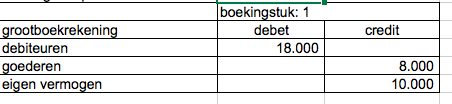 boekingstuk: 1
grootboekrekening debet credit
debiteuren 18.000
goederen 8.000
eigen vermogen 10.000